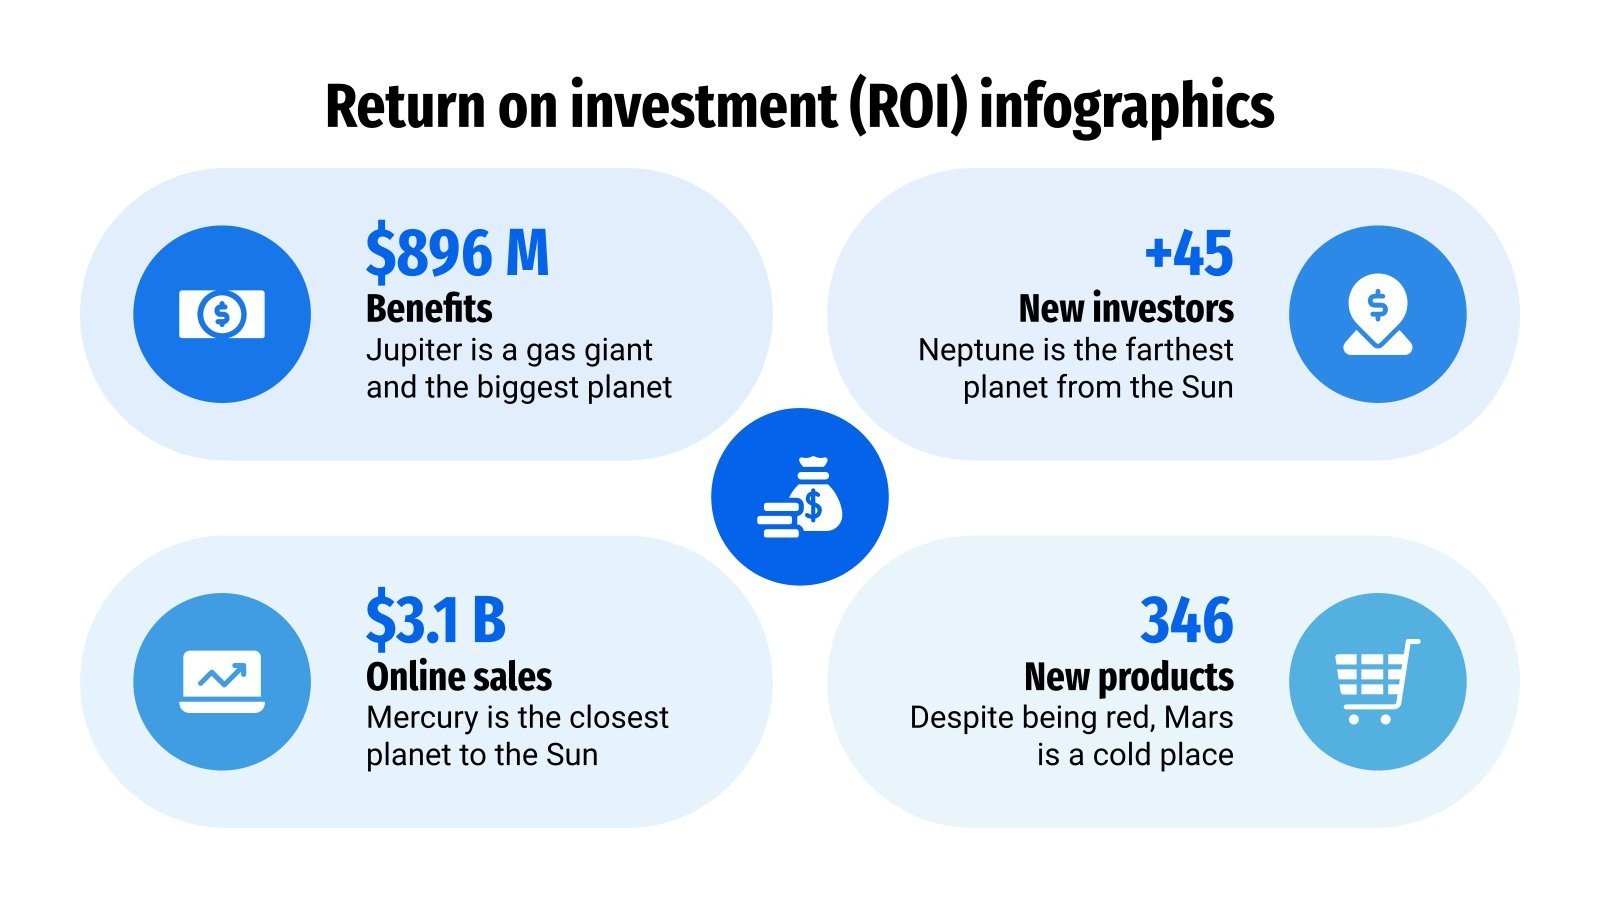 Return on investment (ROI) infographics
$896 M
Benefits
Jupiter is a gas giant
and the biggest planet
+45
New investors
Neptune is the farthest
planet from the Sun
$3.1 B
Online sales
Mercury is the closest
planet to the Sun
346
New products
Despite being red, Mars
is a cold place